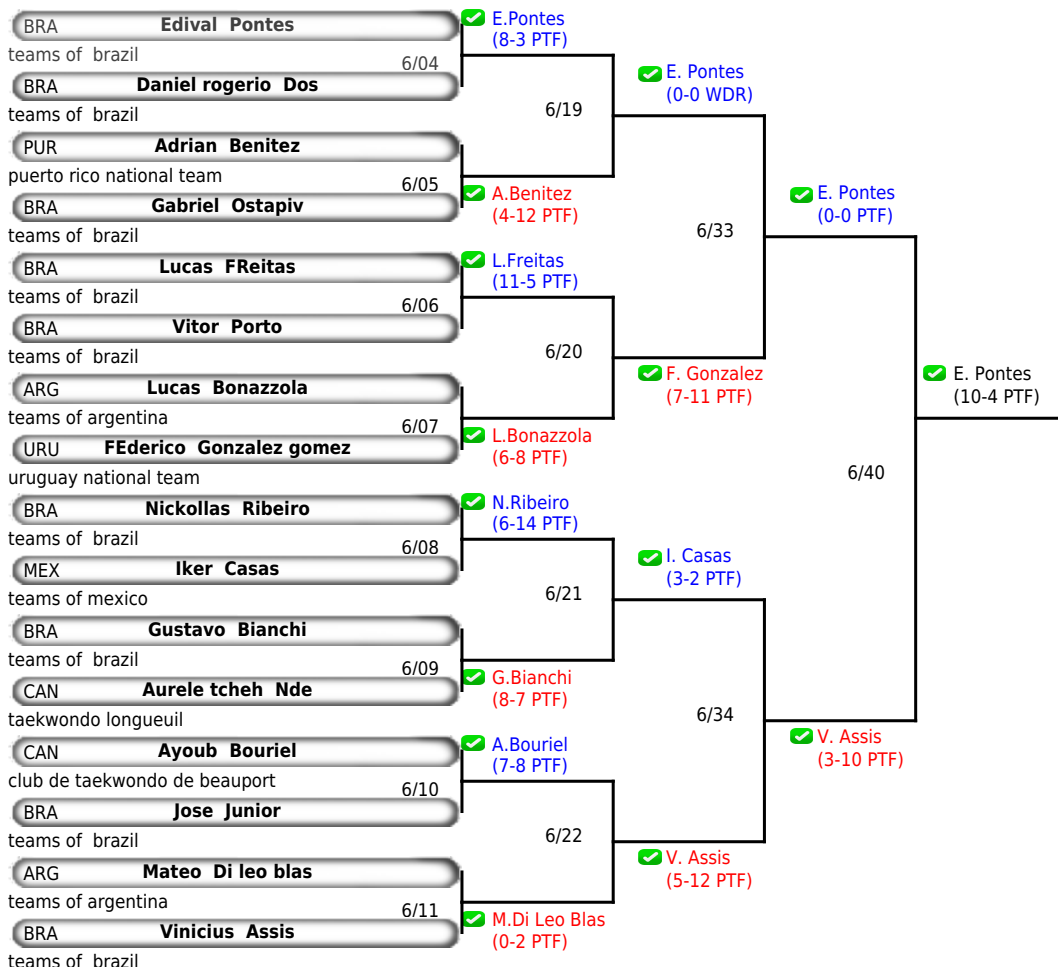 BRA Edival Pontes
teams of brazil
6/04
BRA Daniel rogerio Dos
teams of brazil
PUR Adrian Benitez
puerto rico national team
6/05
BRA Gabriel Ostapiv
teams of brazil
BRA Lucas FReitas
teams of brazil
6/06
BRA Vitor Porto
teams of brazil
ARG Lucas Bonazzola
teams of argentina
6/07
URU FEderico Gonzalez gomez
uruguay national team
BRA Nickollas Ribeiro
teams of brazil
6/08
MEX Iker Casas
teams of mexico
BRA Gustavo Bianchi
teams of brazil
6/09
CAN Aurele tcheh Nde
taekwondo longueuil
CAN Ayoub Bouriel
club de taekwondo de beauport
6/10
BRA Jose Junior
teams of brazil
ARG Mateo Di leo blas
teams of argentina
6/11
BRA Vinicius Assis
teams of brazil
E.Pontes
(8-3 PTF)
6/19
A.Benitez
(4-12 PTF)
L.Freitas
(11-5 PTF)
6/20
L.Bonazzola
(6-8 PTF)
N.Ribeiro
(6-14 PTF)
6/21
G.Bianchi
(8-7 PTF)
A.Bouriel
(7-8 PTF)
6/22
M.Di Leo Blas
(0-2 PTF)
E. Pontes
(0-0 WDR)
6/33
F. Gonzalez
(7-11 PTF)
I. Casas
(3-2 PTF)
6/34
V. Assis
(5-12 PTF)
E. Pontes
(0-0 PTF)
6/40
V. Assis
(3-10 PTF)
E. Pontes
(10-4 PTF)